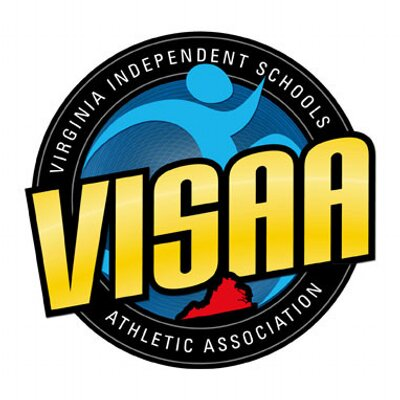 VIRGINIA INDEPENDENT SCHOOLS
VISAA
ATHLETIC ASSOCIATION